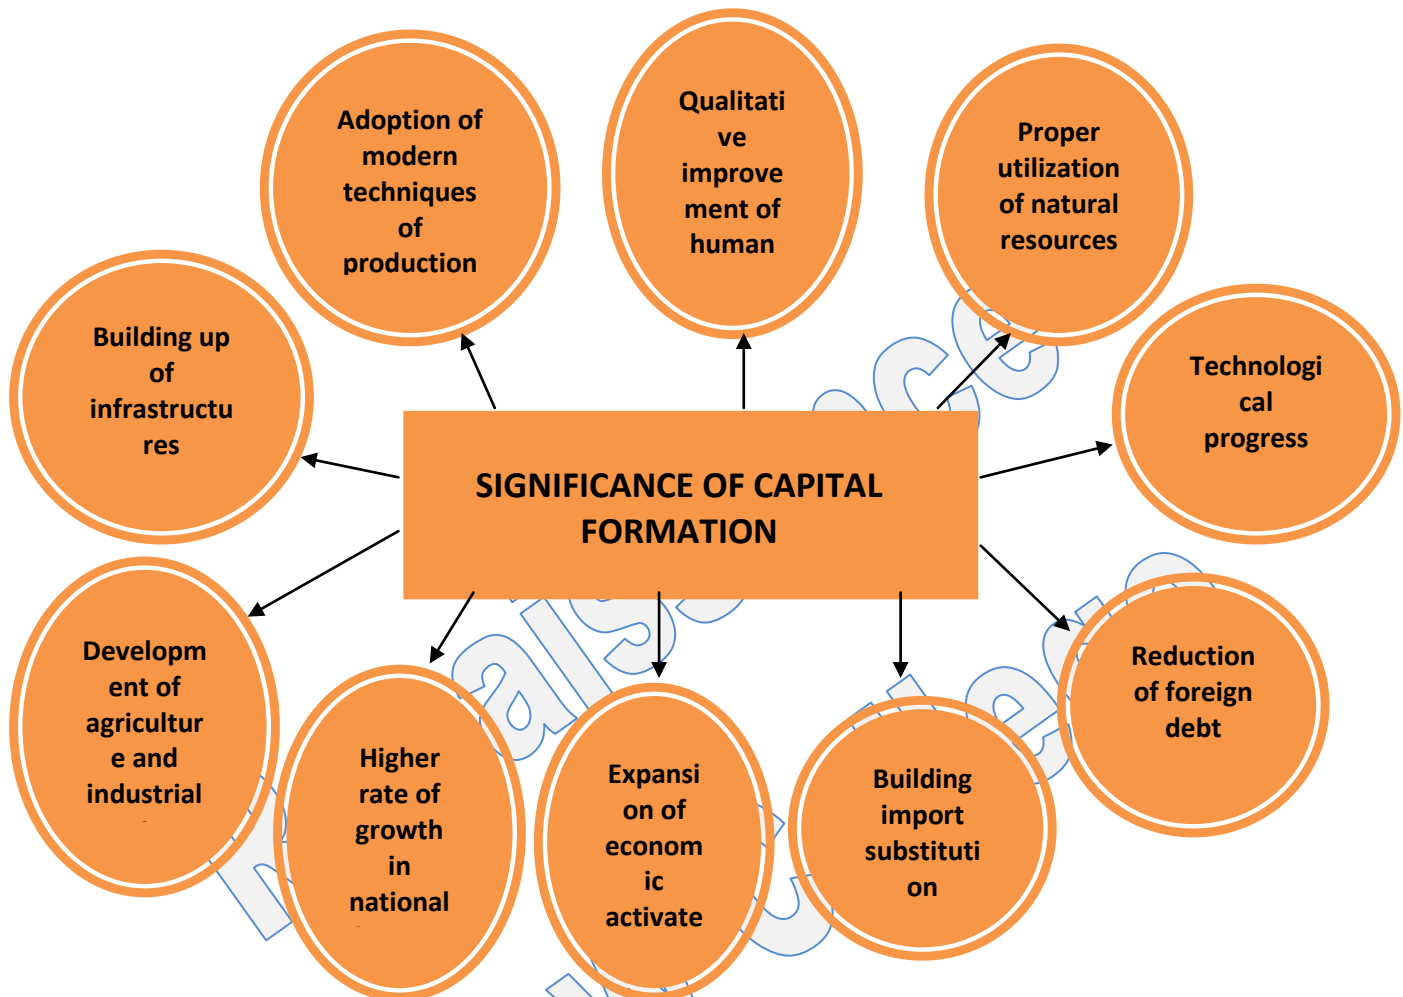 Adoption of
modern
techniques
of
production
Qualitati
ve
improve
ment of
human
Proper
utilization
of natural
resources
Building up
of
infrastructu
res
Technologi
cal
progress
SIGNIFICANCE OF CAPITAL
FORMATION
Developm
ent of
agricultur
e and
industrial
Higher
rate of
growth
in
national
Expansi
on of
econom
ic
activate
Building
import
substituti
on
Reduction
of foreign
debt